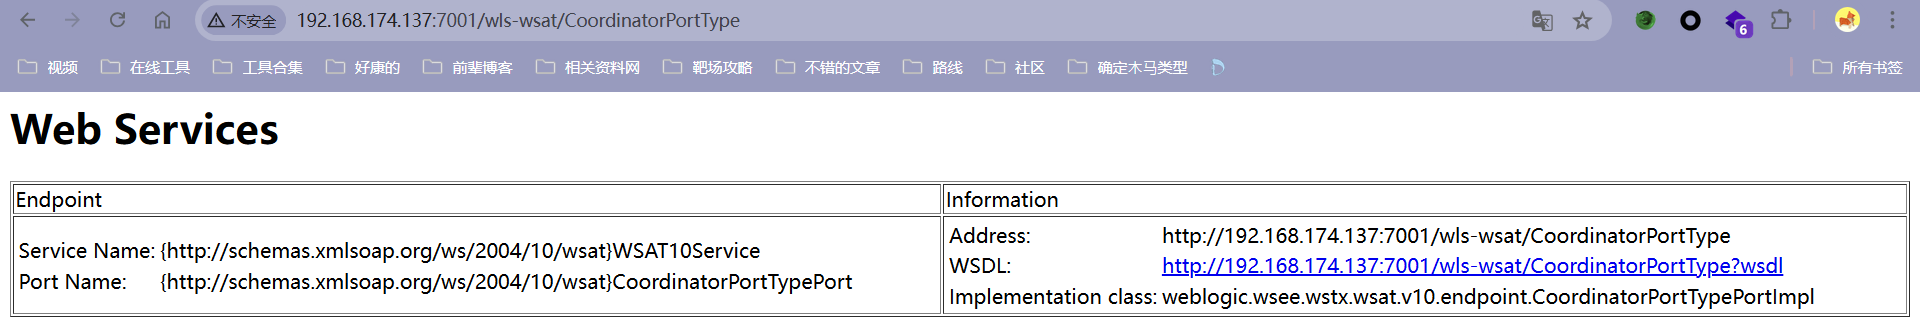 不安全 192.168.174.137:7001/wls-wsat/CoordinatorPortType
6
视频 在线工具 工具合集 好康的 前辈博客 相关资料网 靶场攻略 不错的文章 路线 社区 确定木马类型 所有书签
Web Services
Endpoint Information
Service Name: {http://schemas.xmlsoap.org/ws/2004/10/wsat}WSAT10Service
Port Name: {http://schemas.xmlsoap.org/ws/2004/10/wsat}CoordinatorPortTypePort
Address: http://192.168.174.137:7001/wls-wsat/CoordinatorPortType
WSDL: http://192.168.174.137:7001/wls-wsat/CoordinatorPortType?wsdl
Implementation class: weblogic.wsee.wstx.wsat.v10.endpoint.CoordinatorPortTypePortImpl